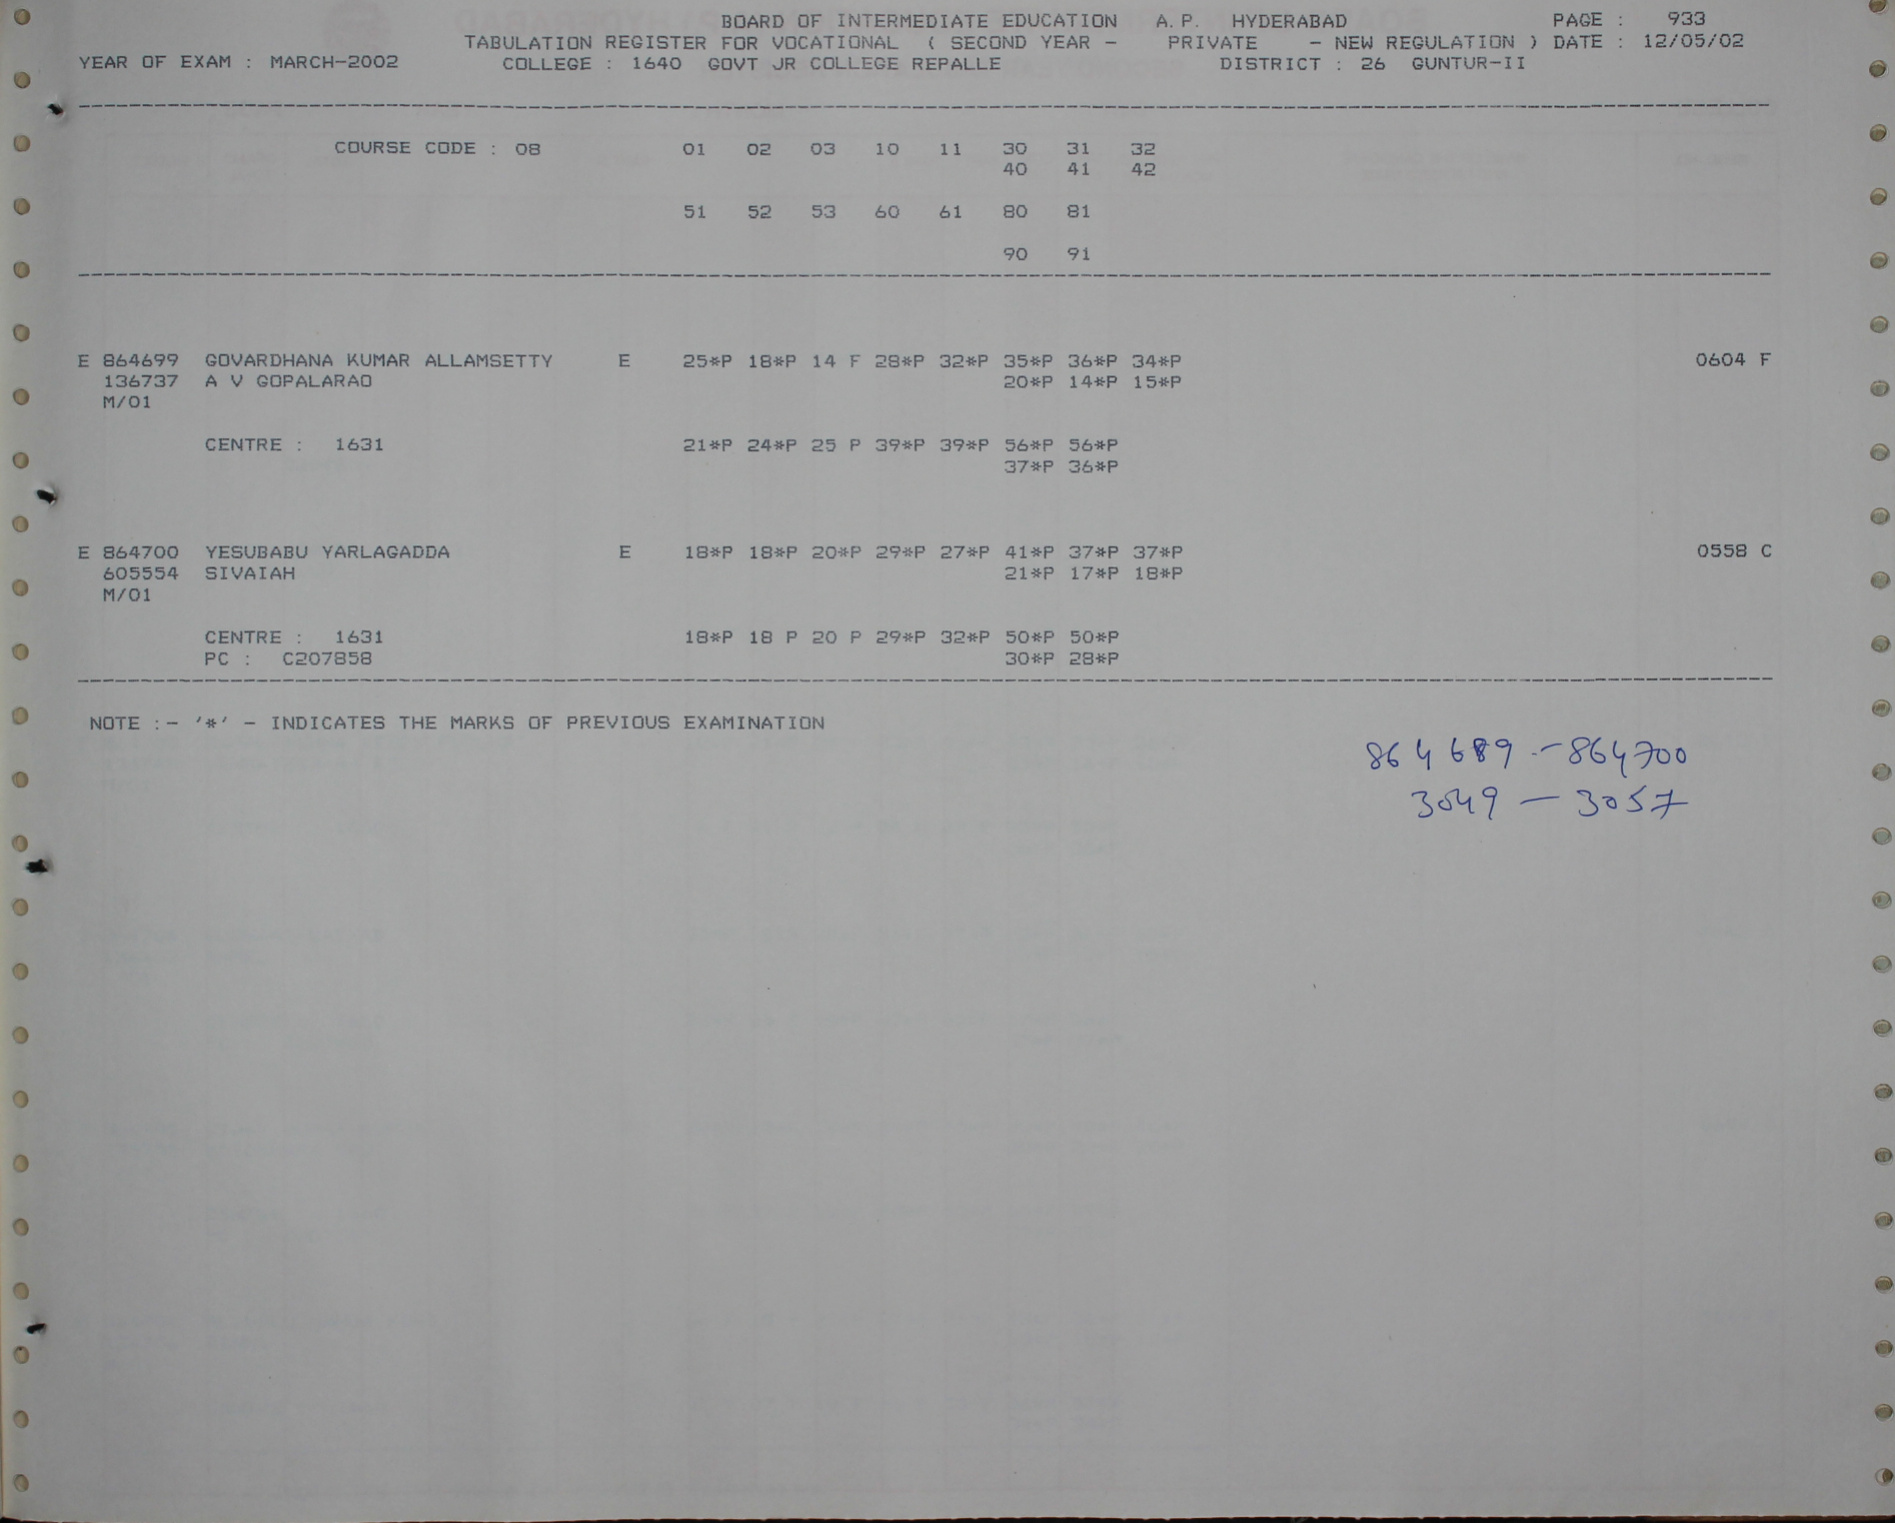 BOARD OF INTERMEDIATE EDUCATION A.P. HYDERABAD PAGE : 933
TABULATION REGISTER FOR VOCATIONAL ( SECOND YEAR - PRIVATE - NEW REGULATION ) DATE : 12/05/02
YEAR OF EXAM : MARCH-2002 COLLEGE : 1640 GOVT JR COLLEGE REPALLE DISTRICT : 26 GUNTUR-II
COURSE CODE : 08 01 02 03 10 11 30 31 32
40 41 42
51 52 53 60 61 80 81
90 91
E 864699 GOVARDHANA KUMAR ALLAMSETTY E 25*P 18*P 14 F 28*P 32*P 35*P 36*P 34*P 0604 F
136737 A V GOPALARAO 20*P 14*P 15*P
M/01
CENTRE : 1631 21*P 24*P 25 P 39*P 39*P 56*P 56*P
37*P 36*P
E 864700 YESUBABU YARLAGADDA E 18*P 18*P 20*P 29*P 27*P 41*P 37*P 37*P 0558 C
605554 SIVAIAH 21*P 17*P 18*P
M/01
CENTRE : 1631 18*P 18 P 20 P 29*P 32*P 50*P 50*P
PC : C207858 30*P 28*P
NOTE :- '*' - INDICATES THE MARKS OF PREVIOUS EXAMINATION
864689 - 864700
3049 - 3057